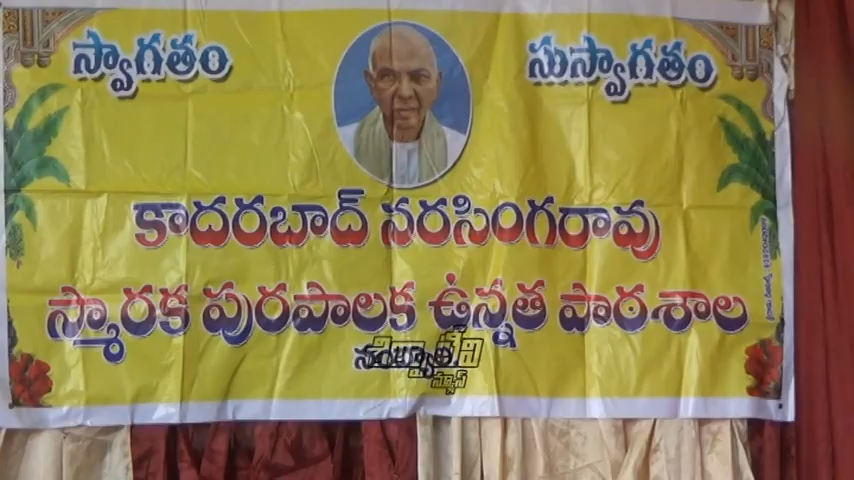 స్వాగతం
సుస్వాగతం
కాదరబాద్ నరసింగరావు
స్మారక పురపాలక ఉన్నత పాఠశాల
నంద్యాల.
న్యూస్